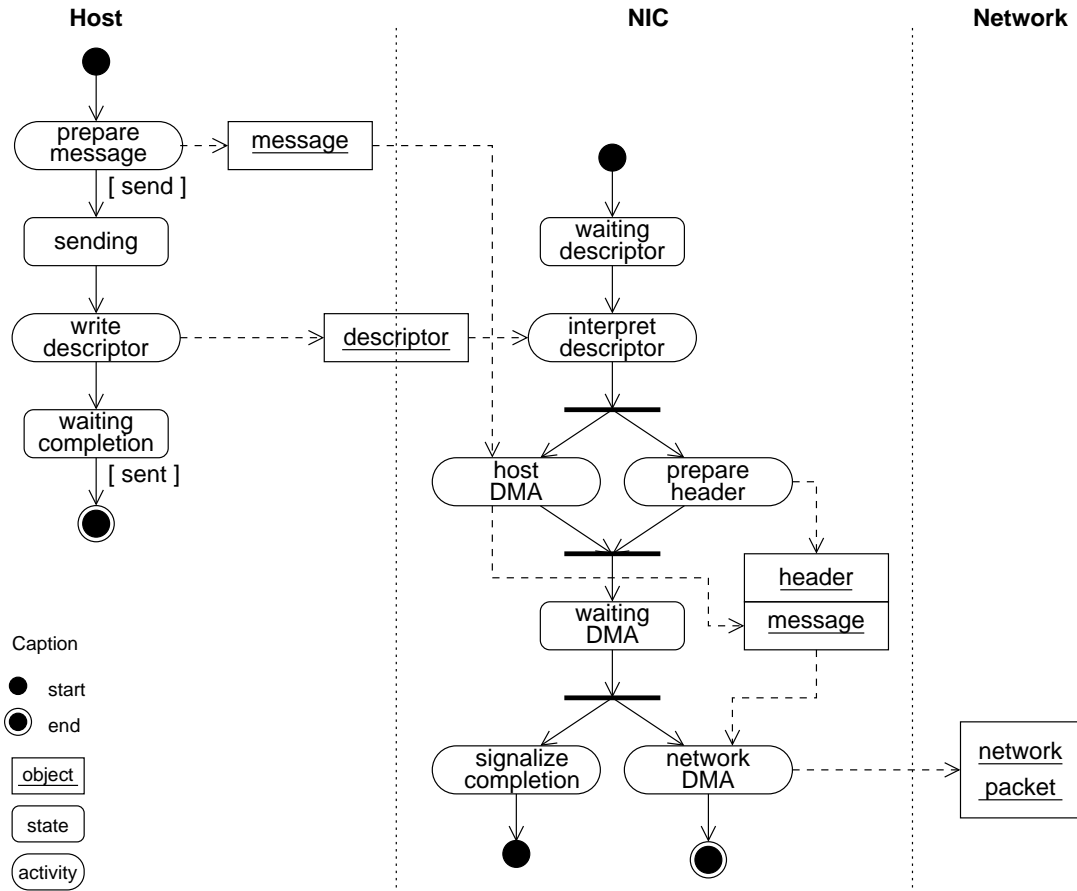 Host
NIC
Network
prepare
message
message
[ send ]
sending
waiting
descriptor
write
descriptor
descriptor
interpret
descriptor
waiting
completion
[ sent ]
host
DMA
prepare
header
header
message
waiting
DMA
signalize
completion
network
DMA
network
packet
Caption
start
end
object
state
activity